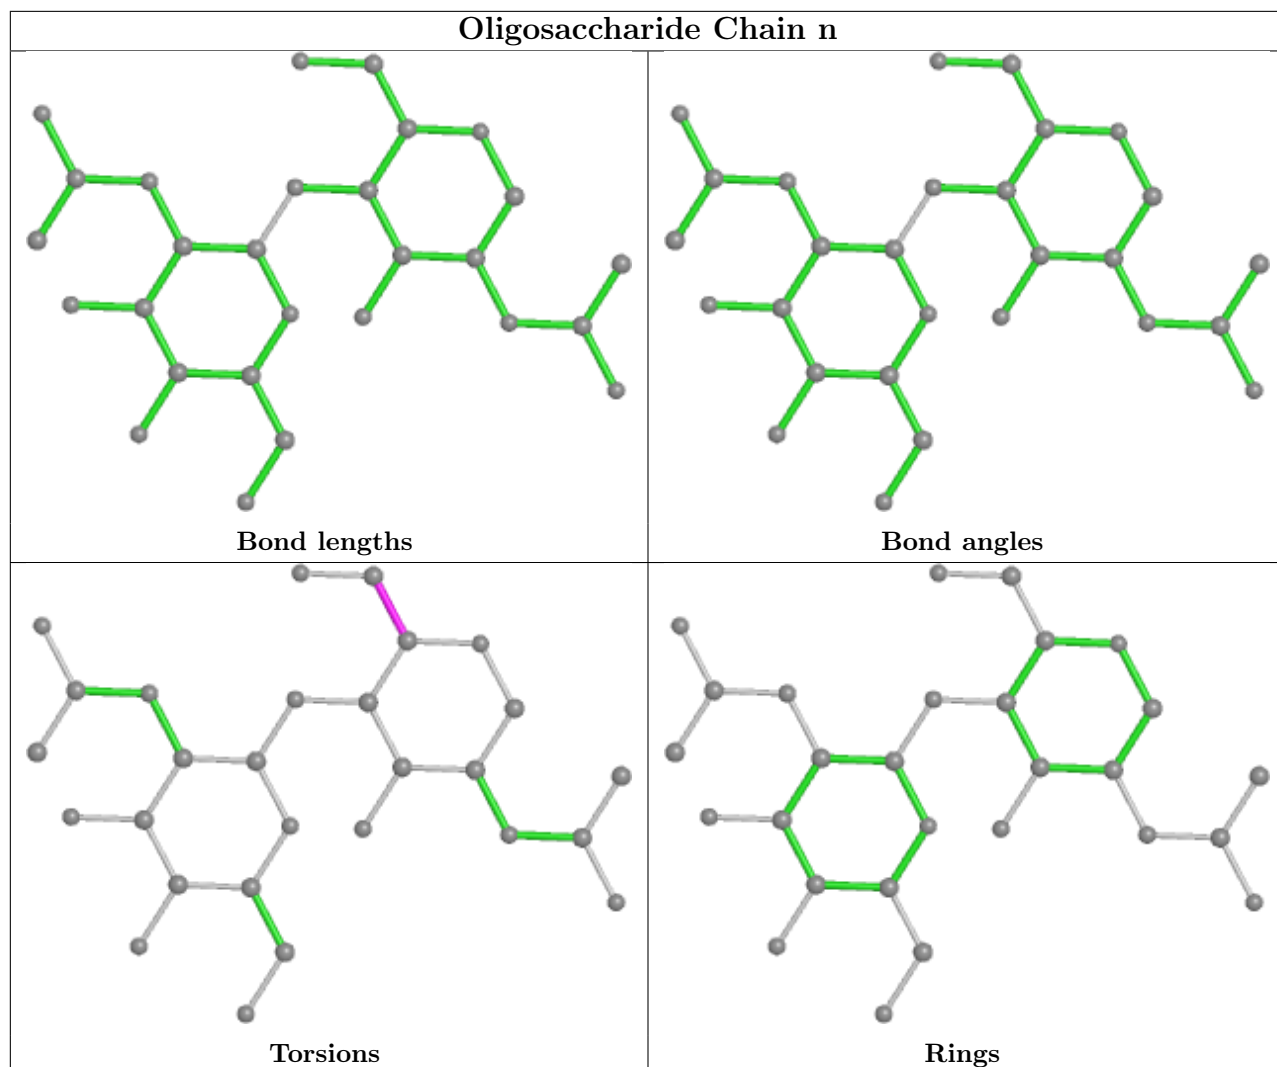 Oligosaccharide Chain n
Bond lengths
Bond angles
Torsions
Rings